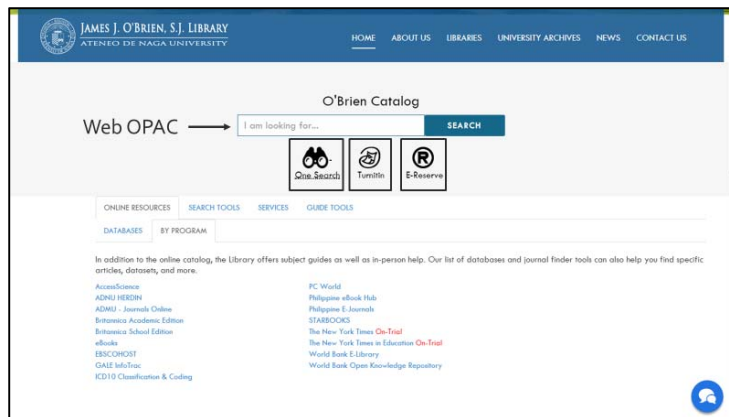 JAMES J. O'BRIEN, S.J. LIBRARY
ATENEO DE NAGA UNIVERSITY
HOME ABOUT US LIBRARIES UNIVERSITY ARCHIVES NEWS CONTACT US
O'Brien Catalog
Web OPAC I am looking for... SEARCH
One Search Turnitin E-Reserve
ONLINE RESOURCES SEARCH TOOLS SERVICES GUIDE TOOLS
DATABASES BY PROGRAM
In addition to the online catalog, the Library offers subject guides as well as in-person help. Our list of databases and journal finder tools can also help you find specific
articles, datasets, and more.
AccessScience
ADNU HERDIN
ADMU - Journals Online
Britannica Academic Edition
Britannica School Edition
eBooks
EBSCOHOST
GALE InfoTrac
ICD10 Classification & Coding
PC World
Philippine eBook Hub
Philippine E-Journals
STARBOOKS
The New York Times On-Trial
The New York Times in Education On-Trial
World Bank E-Library
World Bank Open Knowledge Repository